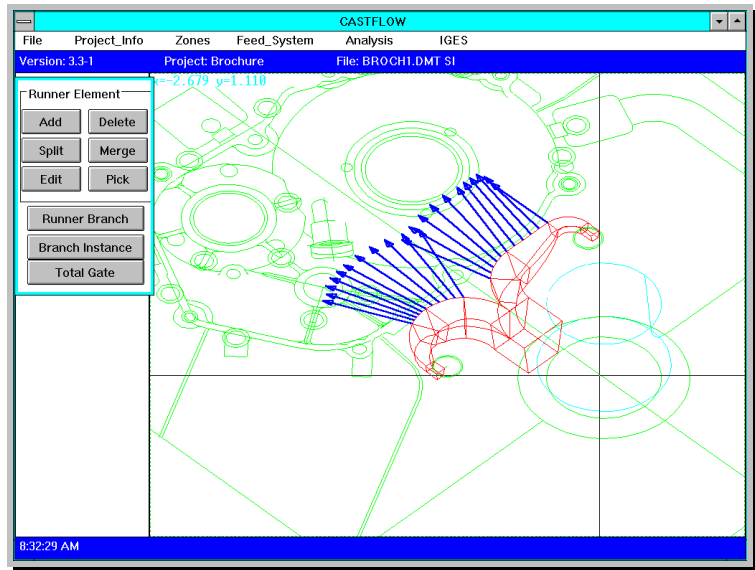 CASTFLOW
File Project_Info Zones Feed_System Analysis IGES
Version: 3.3-1 Project: Brochure File: BROCH1.DMT SI
x=-2.679 y=1.110
Runner Element
Add Delete
Split Merge
Edit Pick
Runner Branch
Branch Instance
Total Gate
8:32:29 AM